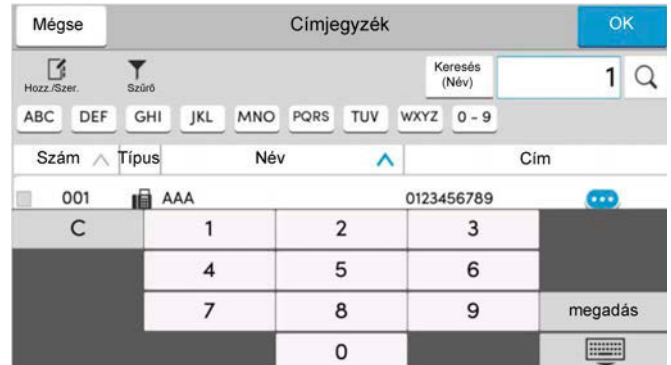 Mégse Címjegyzék OK
Hozz./Szer. Szűrő Keresés (Név) 1
ABC DEF GHI JKL MNO PQRS TUV WXYZ 0 - 9
Szám Típus Név Cím
001 AAA 0123456789
C 1 2 3
4 5 6
7 8 9 megadás
0